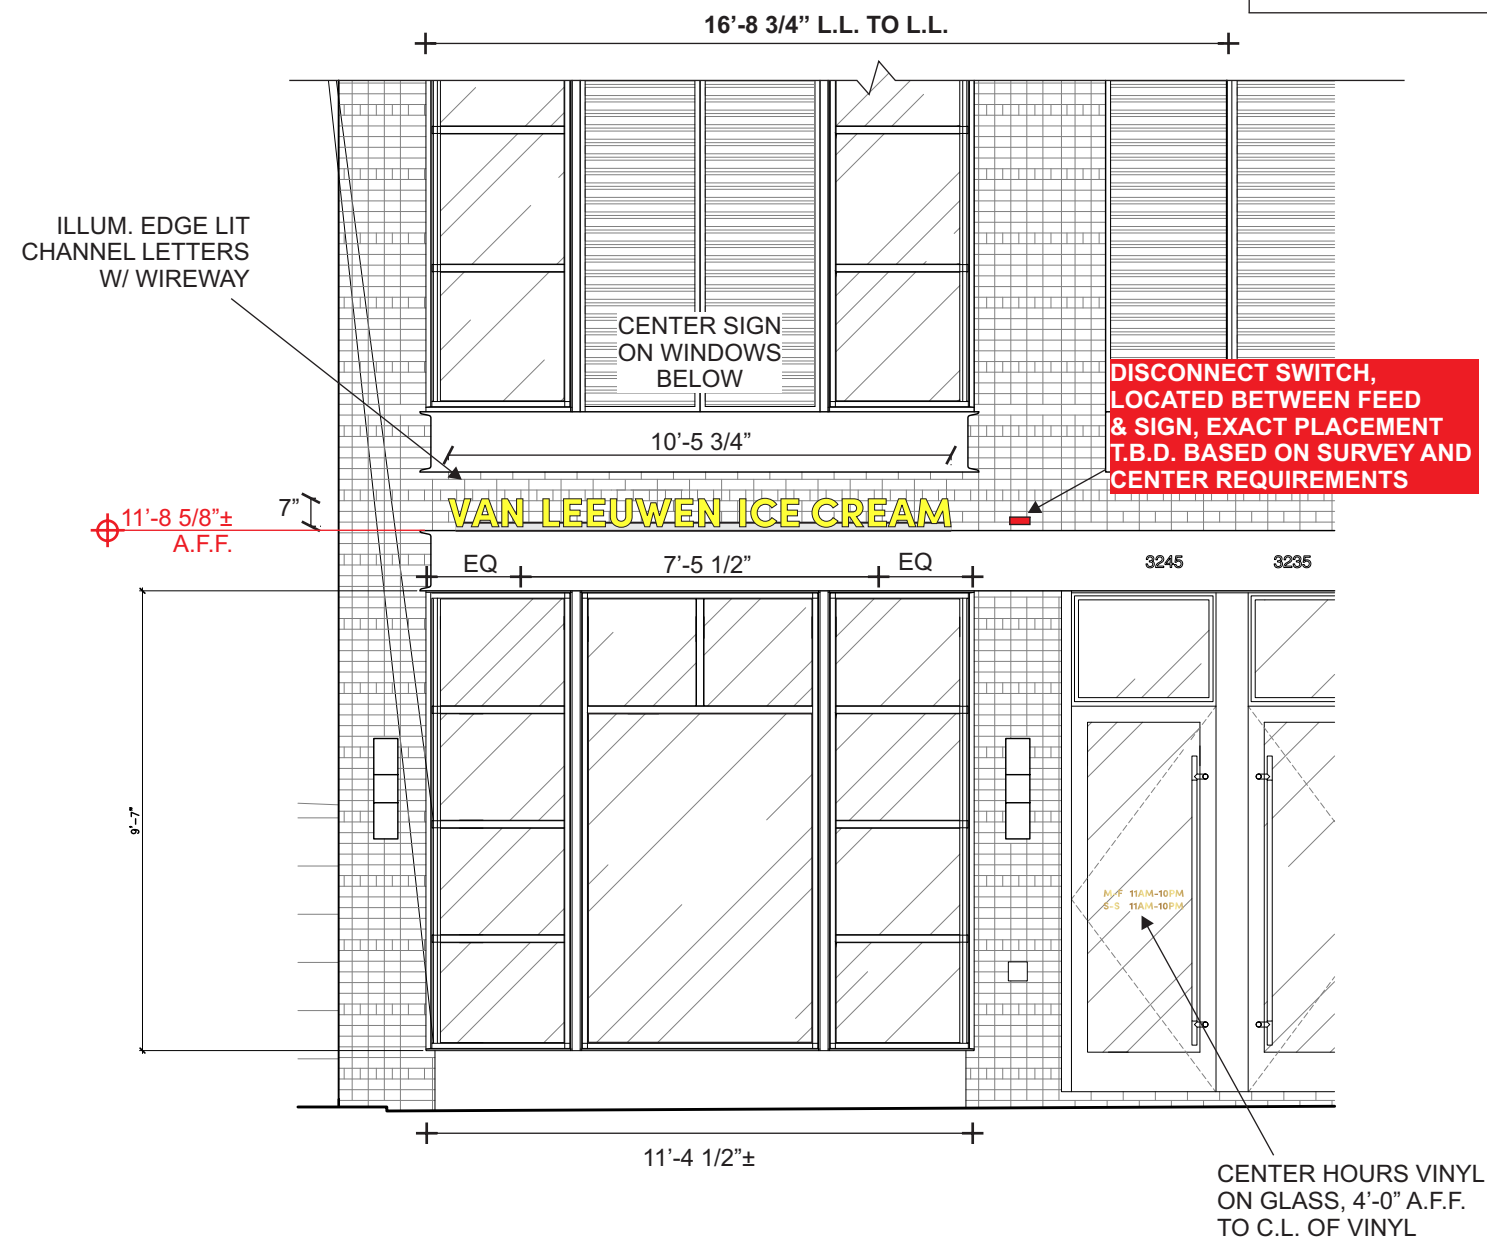 16’-8 3/4” L.L. TO L.L.
ILLUM. EDGE LIT
CHANNEL LETTERS
W/ WIREWAY
CENTER SIGN
ON WINDOWS
BELOW
DISCONNECT SWITCH,
LOCATED BETWEEN FEED
& SIGN, EXACT PLACEMENT
T.B.D. BASED ON SURVEY AND
CENTER REQUIREMENTS
10’-5 3/4”
7”
VAN LEEUWEN ICE CREAM
11’-8 5/8”±
A.F.F.
EQ
7’-5 1/2”
EQ
3245
3235
9'-7"
M-F 11AM-10PM
S-S 11AM-10PM
11’-4 1/2”±
CENTER HOURS VINYL
ON GLASS, 4’-0” A.F.F.
TO C.L. OF VINYL